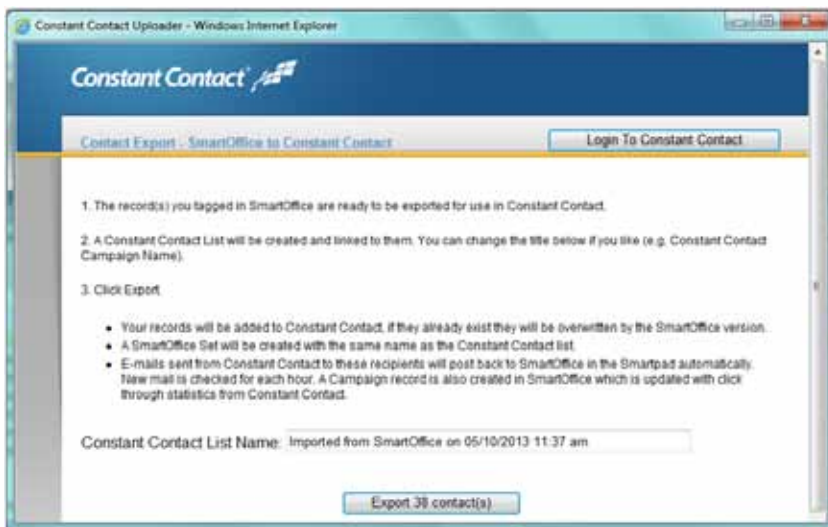 Constant Contact Uploader - Windows Internet Explorer
Constant Contact
Contact Export - SmartOffice to Constant Contact
Login To Constant Contact
1. The record(s) you tagged in SmartOffice are ready to be exported for use in Constant Contact.
2. A Constant Contact List will be created and linked to them. You can change the title below if you like (e.g. Constant Contact
Campaign Name).
3. Click Export
• Your records will be added to Constant Contact, if they already exist they will be overwritten by the SmartOffice version.
• A SmartOffice Set will be created with the same name as the Constant Contact list.
• E-mails sent from Constant Contact to these recipients will post back to SmartOffice in the Smartpad automatically.
New mail is checked for each hour. A Campaign record is also created in SmartOffice which is updated with click
through statistics from Constant Contact.
Constant Contact List Name: Imported from SmartOffice on 05/10/2013 11:37 am
Export 38 contact(s)